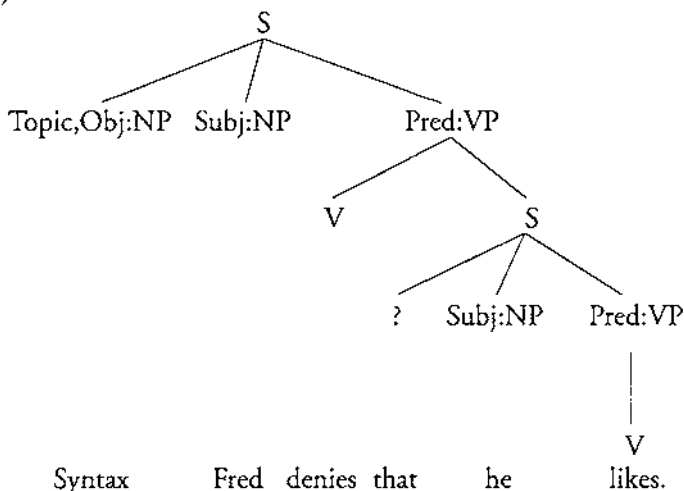 )
S
Topic,Obj:NP Subj:NP Pred:VP
V S
? Subj:NP Pred:VP
V
Syntax Fred denies that he likes.